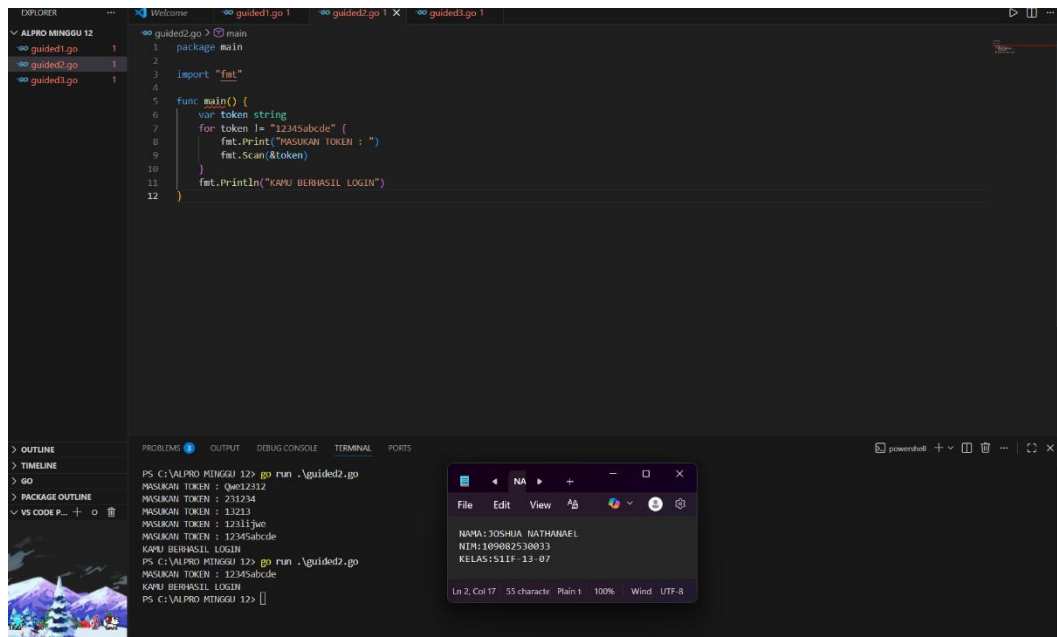 EXPLORER ...
Welcome guided1.go 1 guided2.go 1 X guided3.go 1
ALPRO MINGGU 12
guided1.go 1
guided2.go 1
guided3.go 1
guided2.go > main
1 package main
2
3 import "fmt"
4
5 func main() {
6 var token string
7 for token != "12345abcde" {
8 fmt.Print("MASUKAN TOKEN : ")
9 fmt.Scan(&token)
10 }
11 fmt.Println("KAMU BERHASIL LOGIN")
12 }
> OUTLINE
> TIMELINE
> GO
> PACKAGE OUTLINE
VS CODE P...
PROBLEMS 3 OUTPUT DEBUG CONSOLE TERMINAL PORTS
powershell
PS C:\ALPRO MINGGU 12> go run .\guided2.go
MASUKAN TOKEN : Qwe12312
MASUKAN TOKEN : 231234
MASUKAN TOKEN : 13213
MASUKAN TOKEN : 123lijwe
MASUKAN TOKEN : 12345abcde
KAMU BERHASIL LOGIN
PS C:\ALPRO MINGGU 12> go run .\guided2.go
MASUKAN TOKEN : 12345abcde
KAMU BERHASIL LOGIN
PS C:\ALPRO MINGGU 12>
NA
File Edit View
NAMA:JOSHUA NATHANAEL
NIM:109082530033
KELAS:S1IF-13-07
Ln 2, Col 17 55 characte Plain t 100% Wind UTF-8